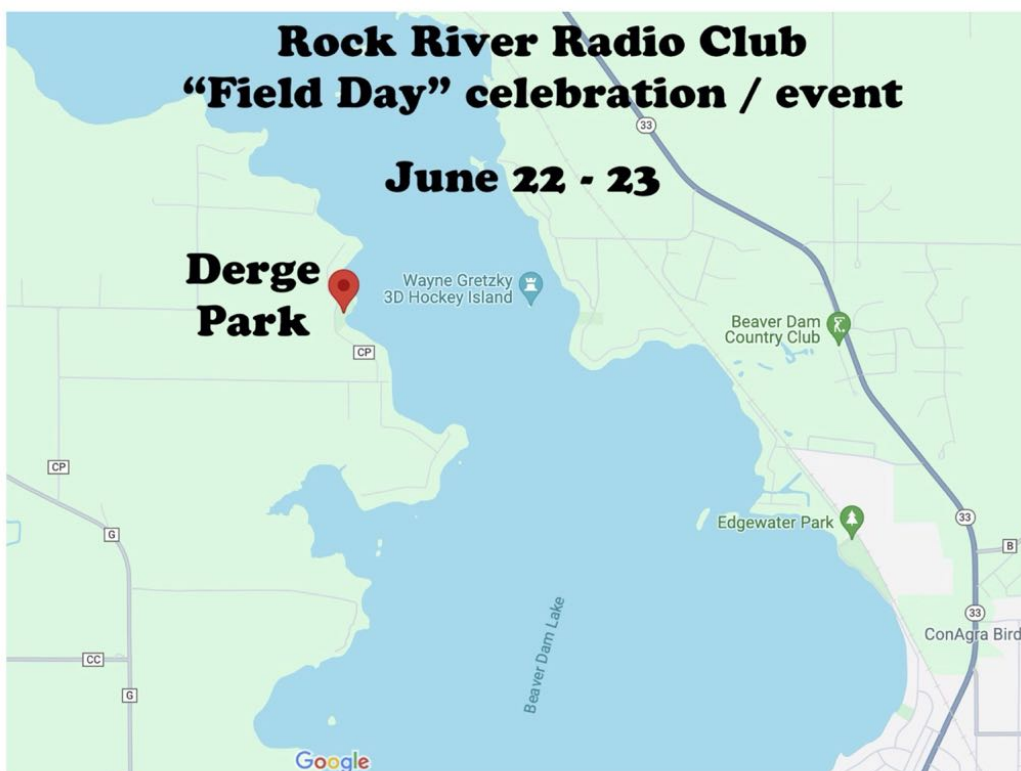 Rock River Radio Club
“Field Day” celebration / event
33
June 22 - 23
Derge
Park
Wayne Gretzky
3D Hockey Island
Beaver Dam
Country Club
CP
CP
Edgewater Park
33
G
B
Beaver Dam Lake
33
ConAgra Bird
CC
G
Google